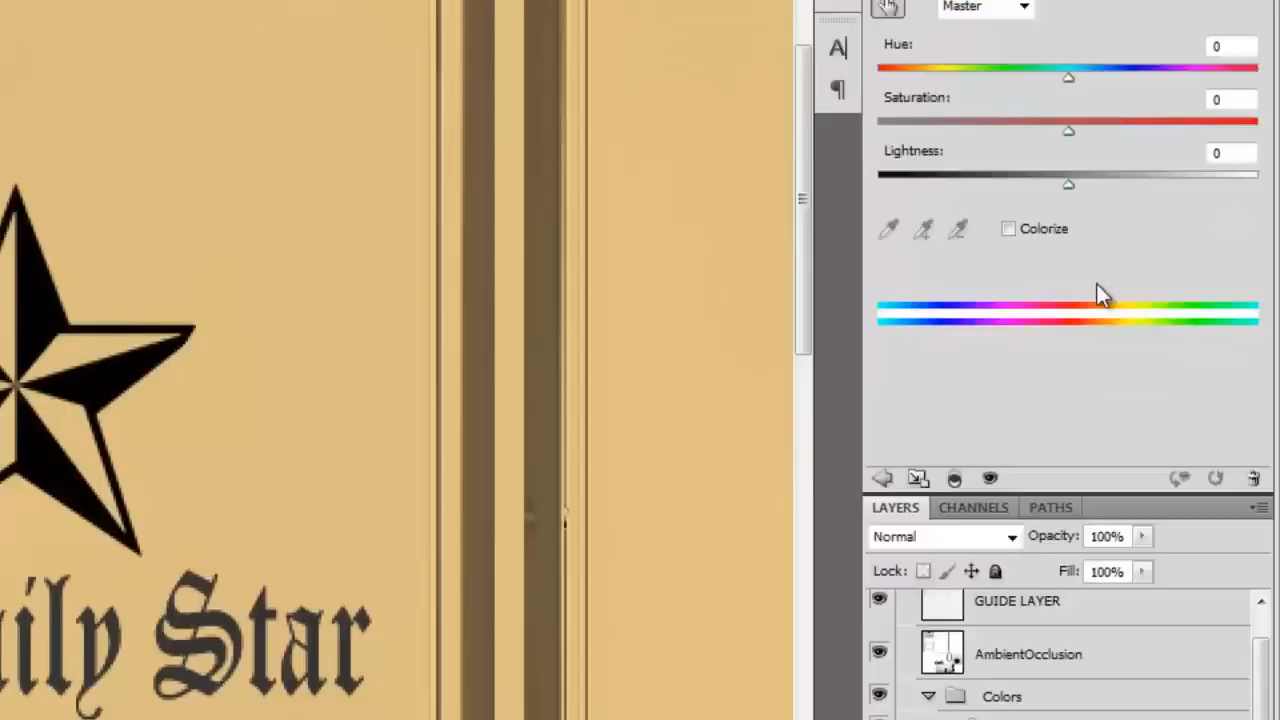 Master
A
¶
Hue:
0
Saturation:
0
Lightness:
0
Colorize
LAYERS CHANNELS PATHS
Normal Opacity: 100%
Lock: Fill: 100%
GUIDE LAYER
AmbientOcclusion
Colors
ily Star